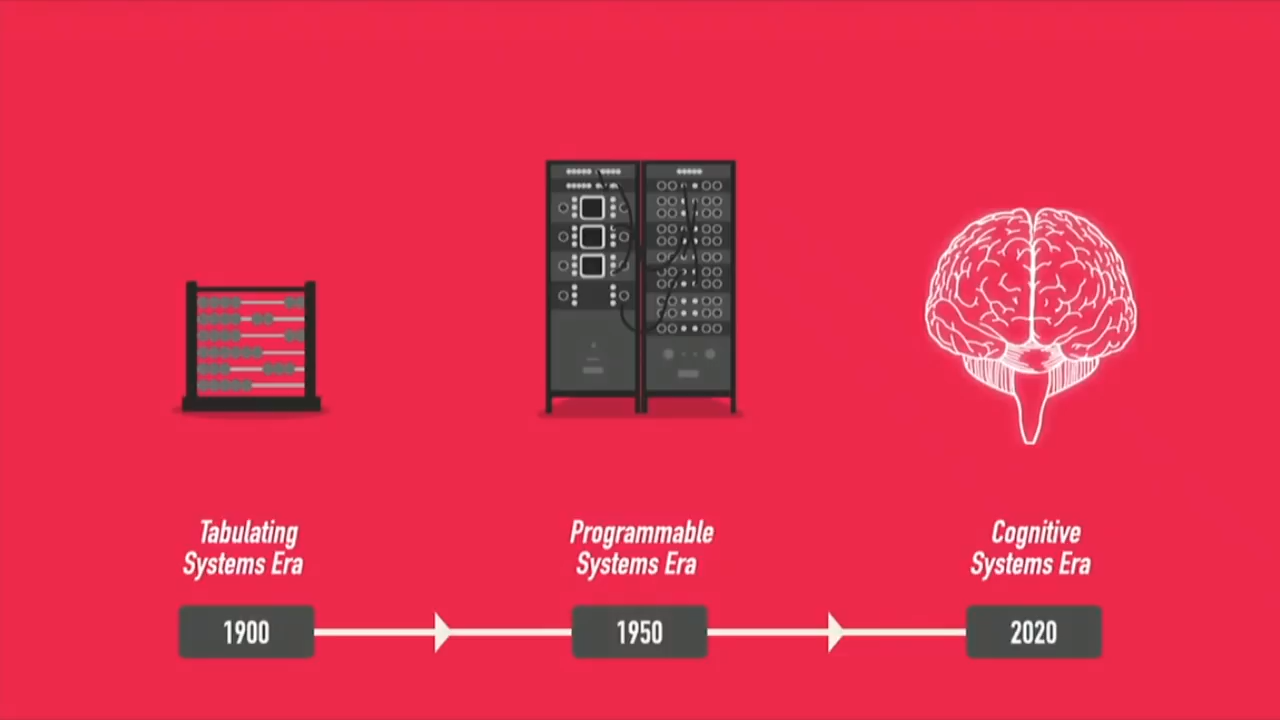 Tabulating
Systems Era
Programmable
Systems Era
Cognitive
Systems Era
1900
1950
2020